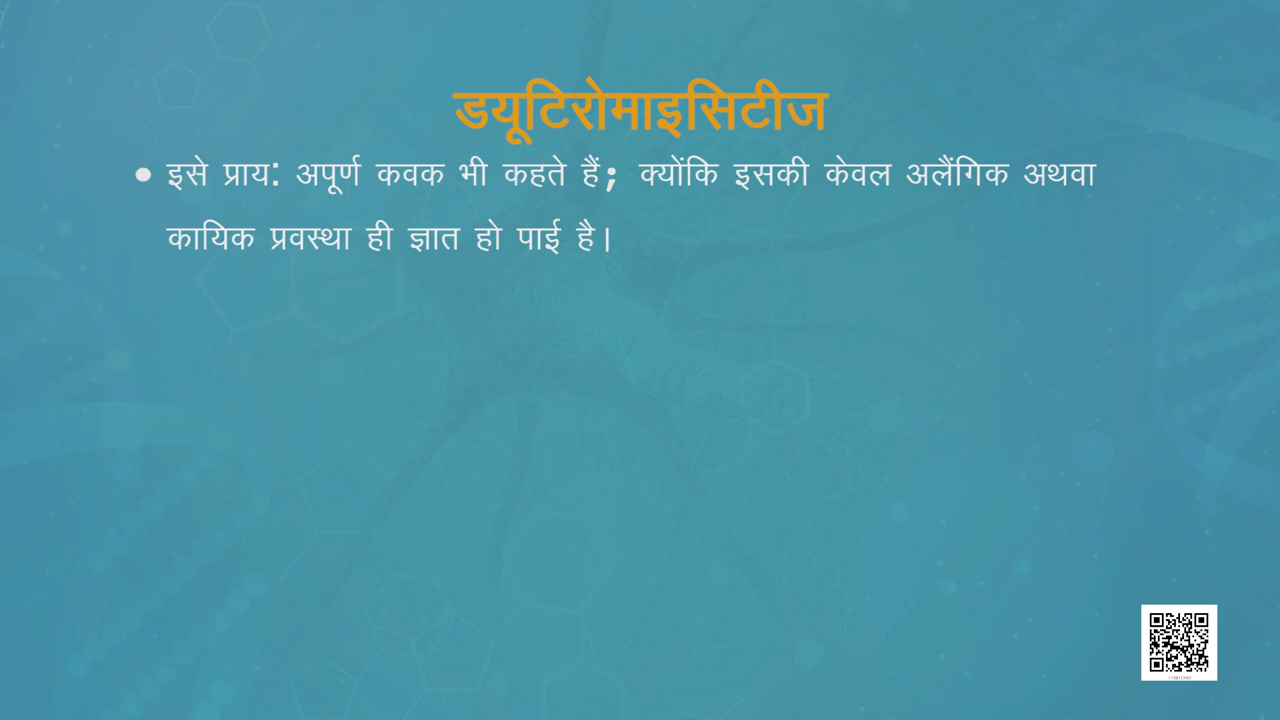 डयूटिरोमाइसिटीज
• इसे प्राय: अपूर्ण कवक भी कहते हैं; क्योंकि इसकी केवल अलैंगिक अथवा
कायिक प्रवस्था ही ज्ञात हो पाई है।